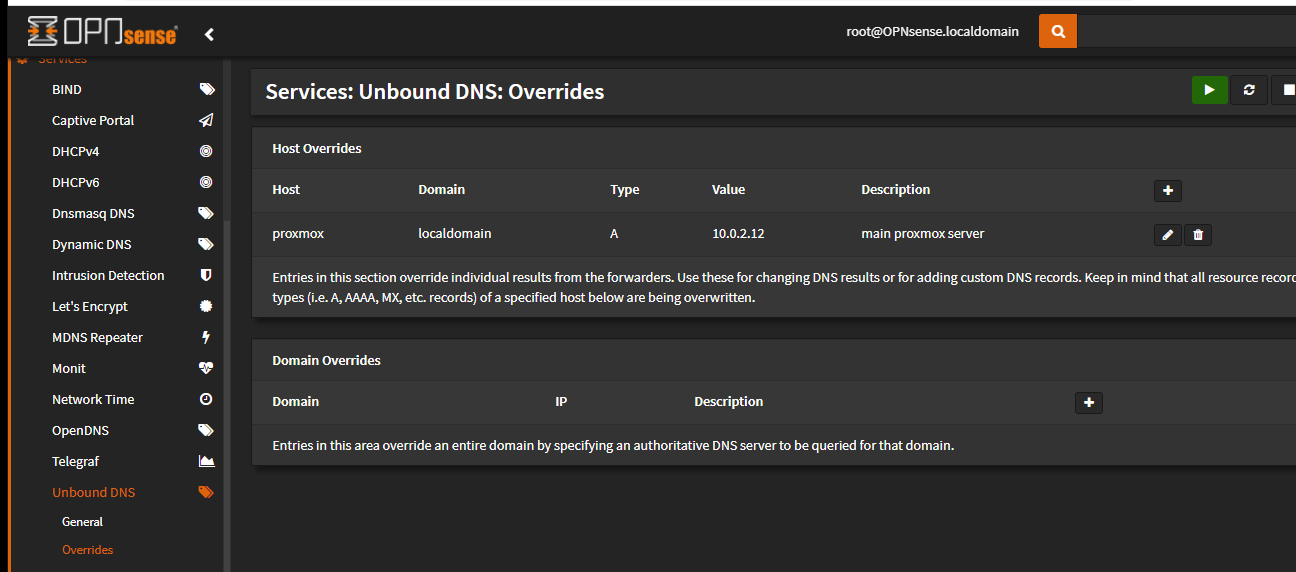 OPNsense
root@OPNsense.localdomain
Services
BIND
Captive Portal
DHCPv4
DHCPv6
Dnsmasq DNS
Dynamic DNS
Intrusion Detection
Let's Encrypt
MDNS Repeater
Monit
Network Time
OpenDNS
Telegraf
Unbound DNS
General
Overrides
Services: Unbound DNS: Overrides
Host Overrides
Host Domain Type Value Description
proxmox localdomain A 10.0.2.12 main proxmox server
Entries in this section override individual results from the forwarders. Use these for changing DNS results or for adding custom DNS records. Keep in mind that all resource recor
types (i.e. A, AAAA, MX, etc. records) of a specified host below are being overwritten.
Domain Overrides
Domain IP Description
Entries in this area override an entire domain by specifying an authoritative DNS server to be queried for that domain.